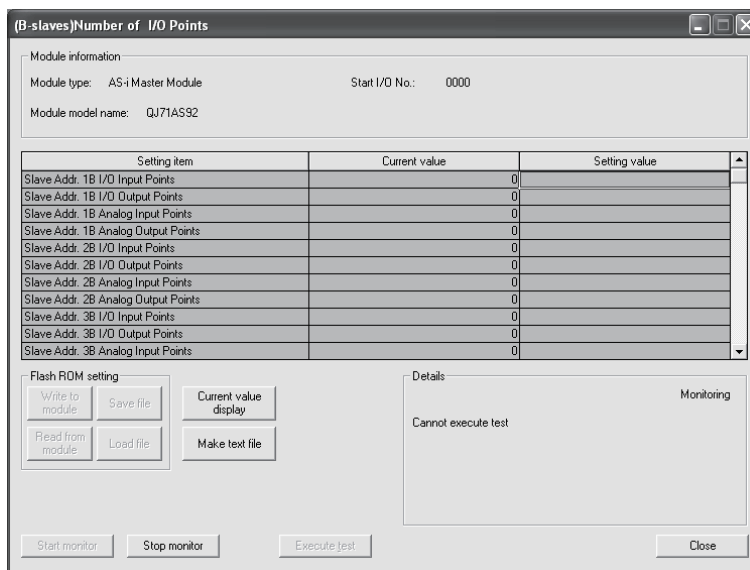 (B-slaves)Number of I/O Points
Module information
Module type: AS-i Master Module Start I/O No.: 0000
Module model name: QJ71AS92
Setting item Current value Setting value
Slave Addr. 1B I/O Input Points 0
Slave Addr. 1B I/O Output Points 0
Slave Addr. 1B Analog Input Points 0
Slave Addr. 1B Analog Output Points 0
Slave Addr. 2B I/O Input Points 0
Slave Addr. 2B I/O Output Points 0
Slave Addr. 2B Analog Input Points 0
Slave Addr. 2B Analog Output Points 0
Slave Addr. 3B I/O Input Points 0
Slave Addr. 3B I/O Output Points 0
Slave Addr. 3B Analog Input Points 0
Flash ROM setting
Write to
module
Save file
Current value
display
Read from
module
Load file
Make text file
Details
Monitoring
Cannot execute test
Start monitor Stop monitor Execute test Close